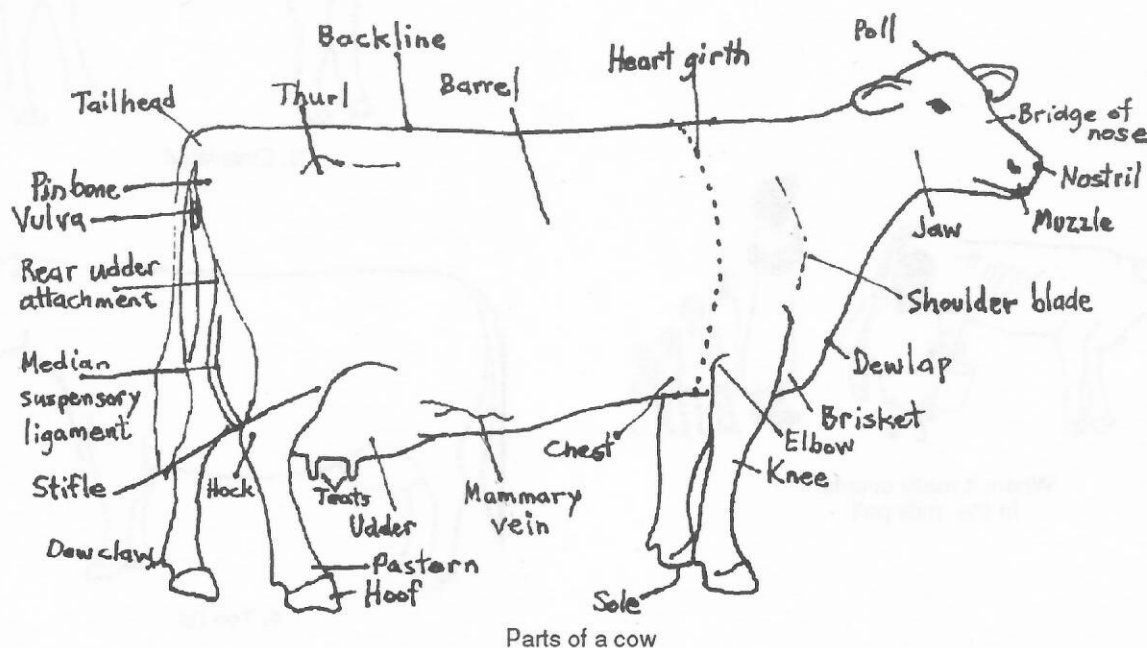 Backline
Heart girth
Poll
Tailhead
Thurl
Barrel
Bridge of
nose
Pinbone
Nostril
Vulva
Muzzle
Jaw
Rear udder
attachment
Shoulder blade
Median
suspensory
ligament
Dewlap
Brisket
Chest
Elbow
Knee
Stifle
Hock
Teats
Udder
Mammary
vein
Dewclaw
Pastern
Hoof
Sole
Parts of a cow